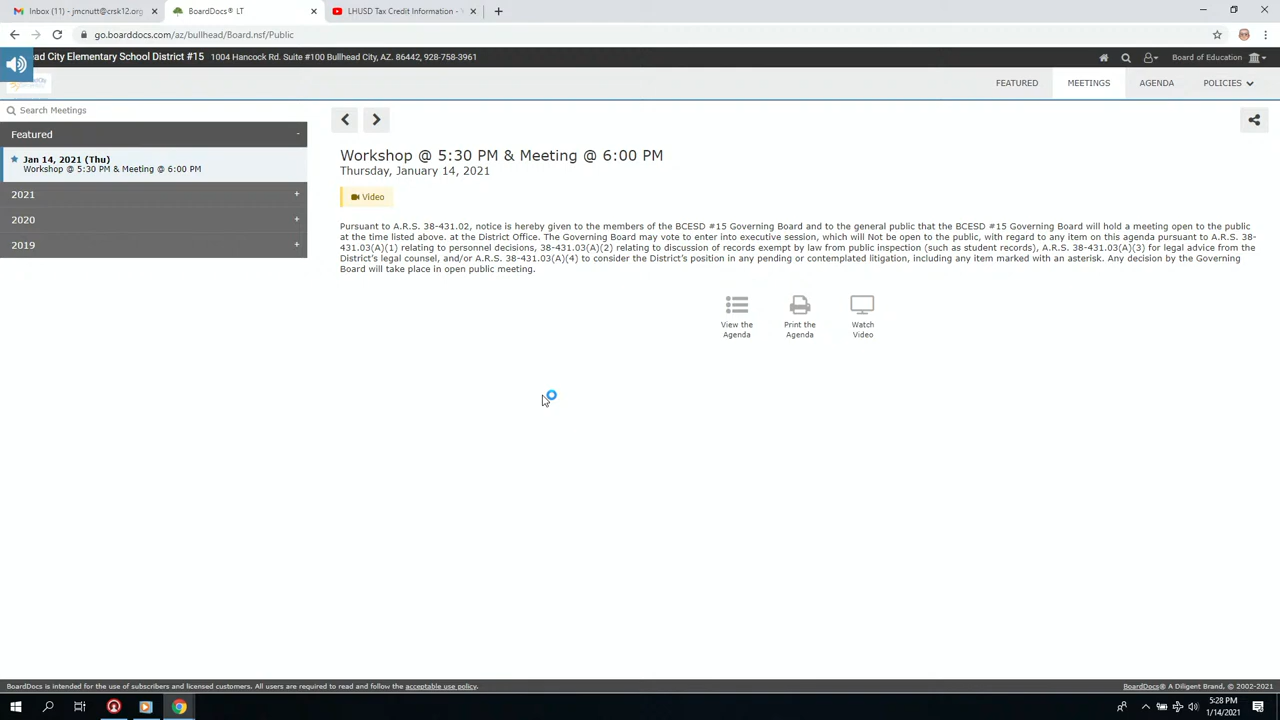 Inbox (11) - jmcnutt@crsk12.org
BoardDocs® LT
LHUSD Tax Credit Information -
go.boarddocs.com/az/bullhead/Board.nsf/Public
ead City Elementary School District #15 1004 Hancock Rd. Suite #100 Bullhead City, AZ. 86442, 928-758-3961
Board of Education
FEATURED
MEETINGS
AGENDA
POLICIES
Search Meetings
Featured
-
Jan 14, 2021 (Thu)
Workshop @ 5:30 PM & Meeting @ 6:00 PM
2021
+
2020
+
2019
+
Workshop @ 5:30 PM & Meeting @ 6:00 PM
Thursday, January 14, 2021
Video
Pursuant to A.R.S. 38-431.02, notice is hereby given to the members of the BCESD #15 Governing Board and to the general public that the BCESD #15 Governing Board will hold a meeting open to the public
at the time listed above. at the District Office. The Governing Board may vote to enter into executive session, which will Not be open to the public, with regard to any item on this agenda pursuant to A.R.S. 38-
431.03(A)(1) relating to personnel decisions, 38-431.03(A)(2) relating to discussion of records exempt by law from public inspection (such as student records), A.R.S. 38-431.03(A)(3) for legal advice from the
District's legal counsel, and/or A.R.S. 38-431.03(A)(4) to consider the District's position in any pending or contemplated litigation, including any item marked with an asterisk. Any decision by the Governing
Board will take place in open public meeting.
View the
Agenda
Print the
Agenda
Watch
Video
BoardDocs is intended for the use of subscribers and licensed customers. All users are required to read and follow the acceptable use policy.
BoardDocs® A Diligent Brand, © 2002-2021
5:28 PM
1/14/2021